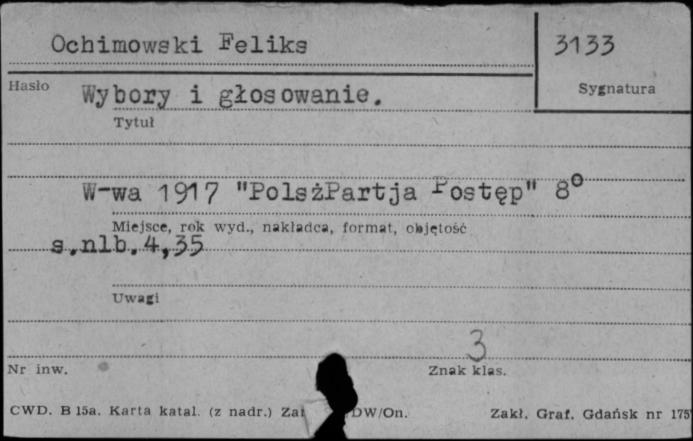 Ochimowski Feliks
3133
Hasło
Sygnatura
Wybory i głosowanie.
Tytuł
W-wa 1917 "PolsżPartja Postęp" 8°
Miejsce, rok wyd., nakładca, format, objętość
s.nlb.4,35
Uwagi
3
Nr inw.
Znak klas.
CWD. B 15a. Karta katal. (z nadr.) DW/On. Zakł. Graf. Gdańsk nr 175